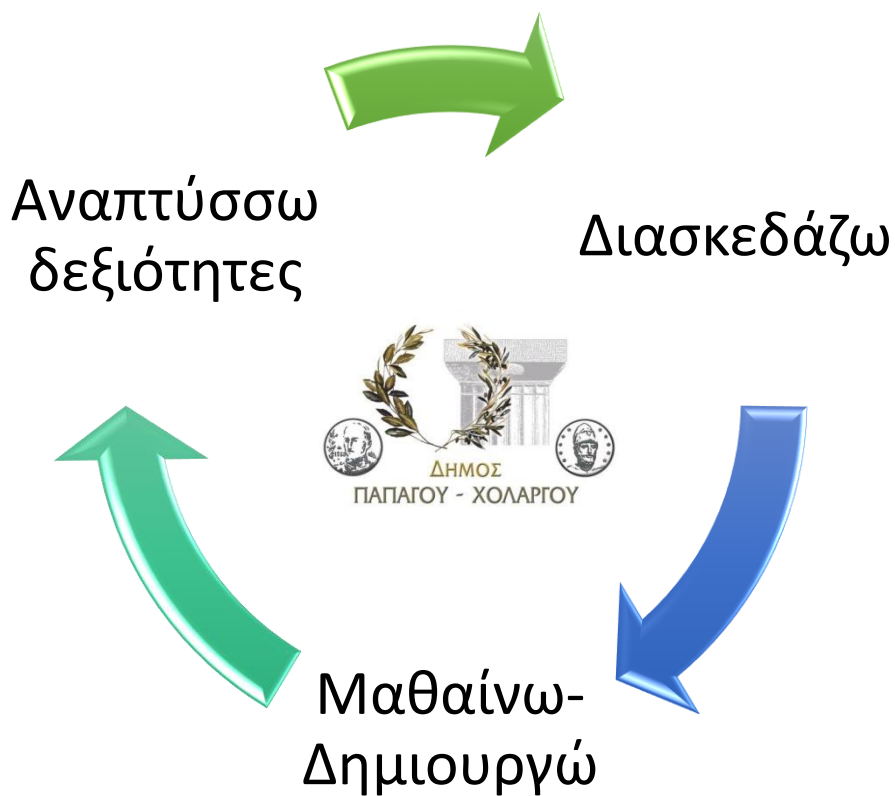 Αναπτύσσω
δεξιότητες
Διασκεδάζω
ΔΗΜΟΣ
ΠΑΠΑΓΟΥ - ΧΟΛΑΡΓΟΥ
Μαθαίνω-
Δημιουργώ